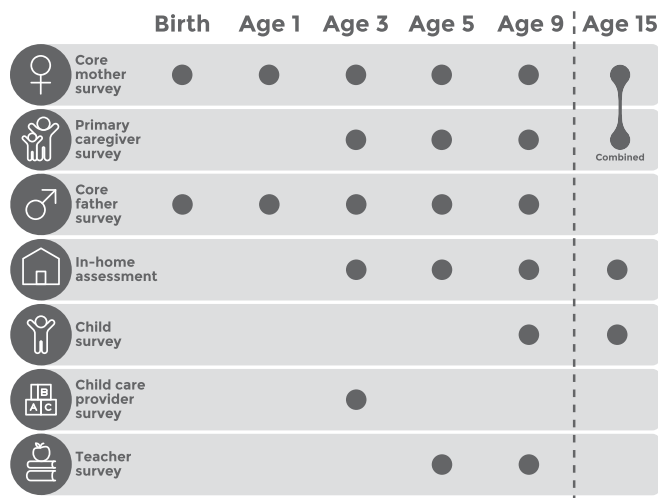 Birth Age 1 Age 3 Age 5 Age 9 Age 15
Core
mother
survey
Primary
caregiver
survey
Combined
Core
father
survey
In-home
assessment
Child
survey
B
A C
Child care
provider
survey
Teacher
survey